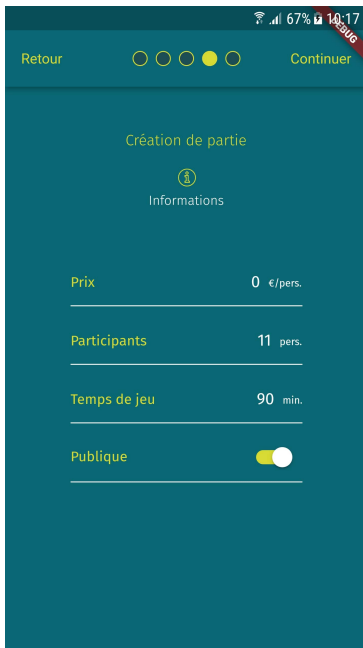 67% 10:17
DEBUG
Retour
Continuer
Création de partie
Informations
Prix 0 €/pers.
Participants 11 pers.
Temps de jeu 90 min.
Publique